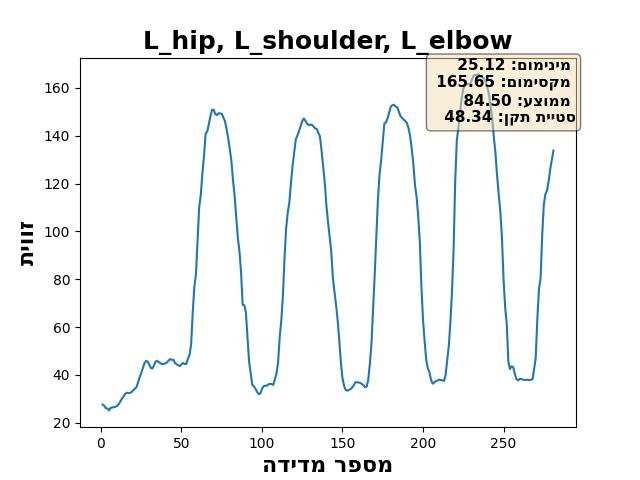 L_hip, L_shoulder, L_elbow
מינימום: 25.12
מקסימום: 165.65
ממוצע: 84.50
סטיית תקן: 48.34
160
140
120
100
80
60
40
20
זווית
0 50 100 150 200 250
מספר מדידה